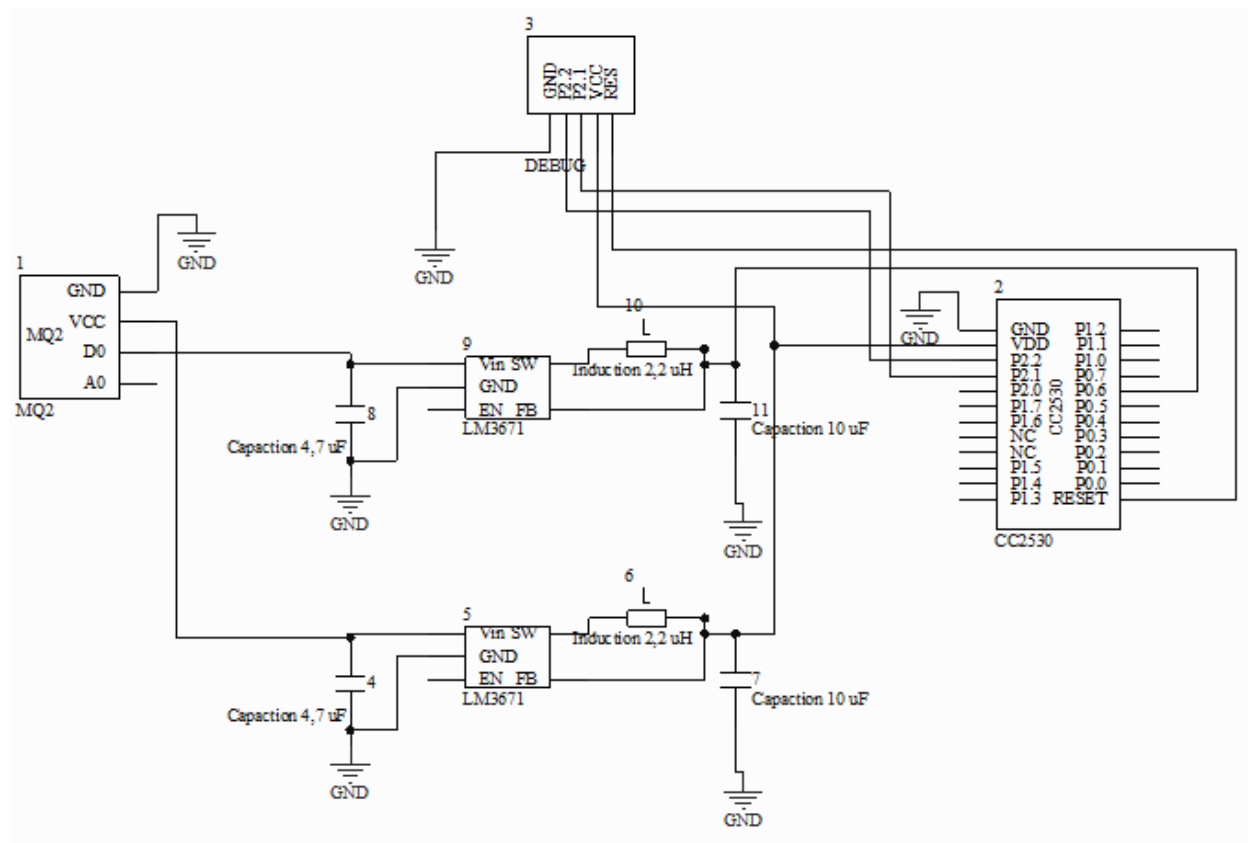 3
GND
P2.2
P2.1
VCC
RES
DEBUG
GND
GND
1
GND
VCC
MQ2
D0
A0
MQ2
10
L
Induction 2,2 uH
9
Vin SW
GND
EN FB
LM3671
8
Capaction 4,7 uF
GND
11
Capaction 10 uF
GND
2
GND
GND P1.2
VDD P1.1
P2.2 P1.0
P2.1 P0.7
P2.0 P0.6
P1.7 P0.5
P1.6 P0.4
NC P0.3
NC P0.2
P1.5 P0.1
P1.4 P0.0
P1.3 RESET
CC2530
CC2530
6
L
Induction 2,2 uH
5
Vin SW
GND
EN FB
LM3671
4
Capaction 4,7 uF
GND
7
Capaction 10 uF
GND